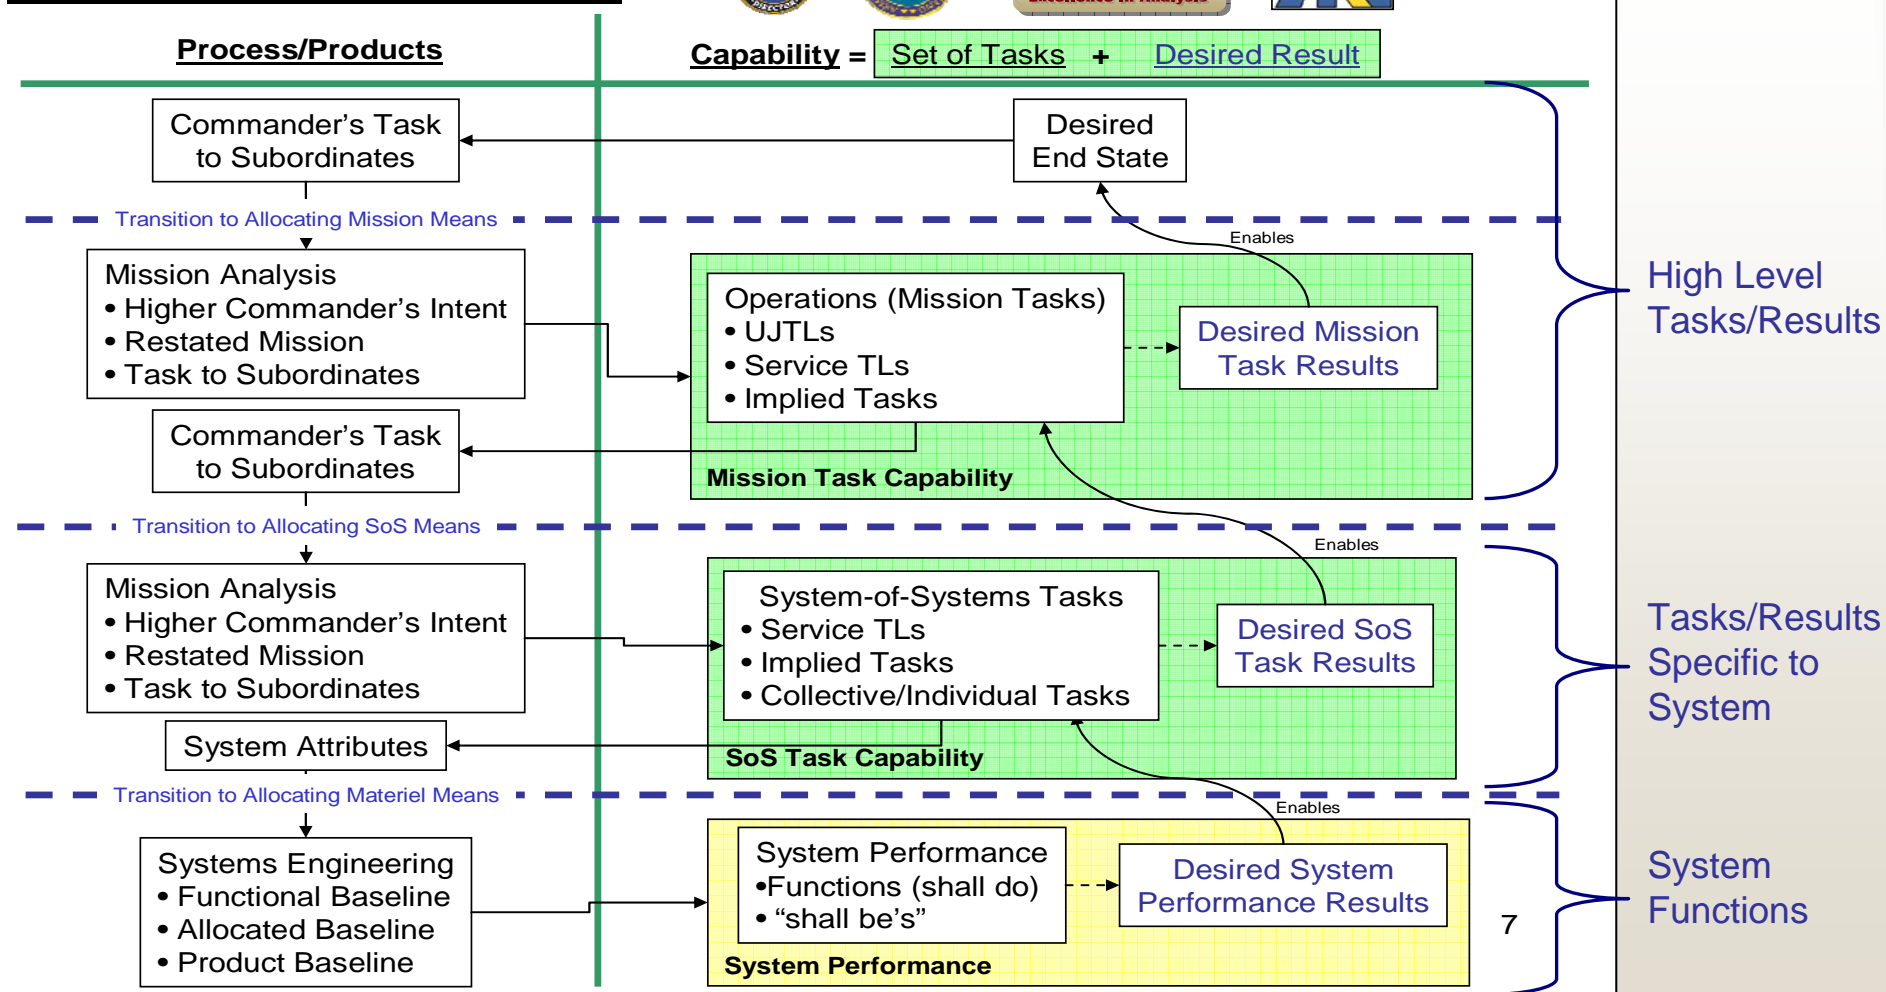 DIRECTOR
Excellence in Analysis
Process/Products
Capability = Set of Tasks + Desired Result
Commander's Task
to Subordinates
Desired
End State
Transition to Allocating Mission Means
Enables
Mission Analysis
• Higher Commander's Intent
• Restated Mission
• Task to Subordinates
Operations (Mission Tasks)
• UJTLs
• Service TLs
• Implied Tasks
Desired Mission
Task Results
High Level
Tasks/Results
Commander's Task
to Subordinates
Mission Task Capability
Transition to Allocating SoS Means
Enables
Mission Analysis
• Higher Commander's Intent
• Restated Mission
• Task to Subordinates
System-of-Systems Tasks
• Service TLs
• Implied Tasks
• Collective/Individual Tasks
Desired SoS
Task Results
Tasks/Results
Specific to
System
System Attributes
SoS Task Capability
Transition to Allocating Materiel Means
Enables
Systems Engineering
• Functional Baseline
• Allocated Baseline
• Product Baseline
System Performance
•Functions (shall do)
• “shall be's”
Desired System
Performance Results
System
Functions
System Performance
7